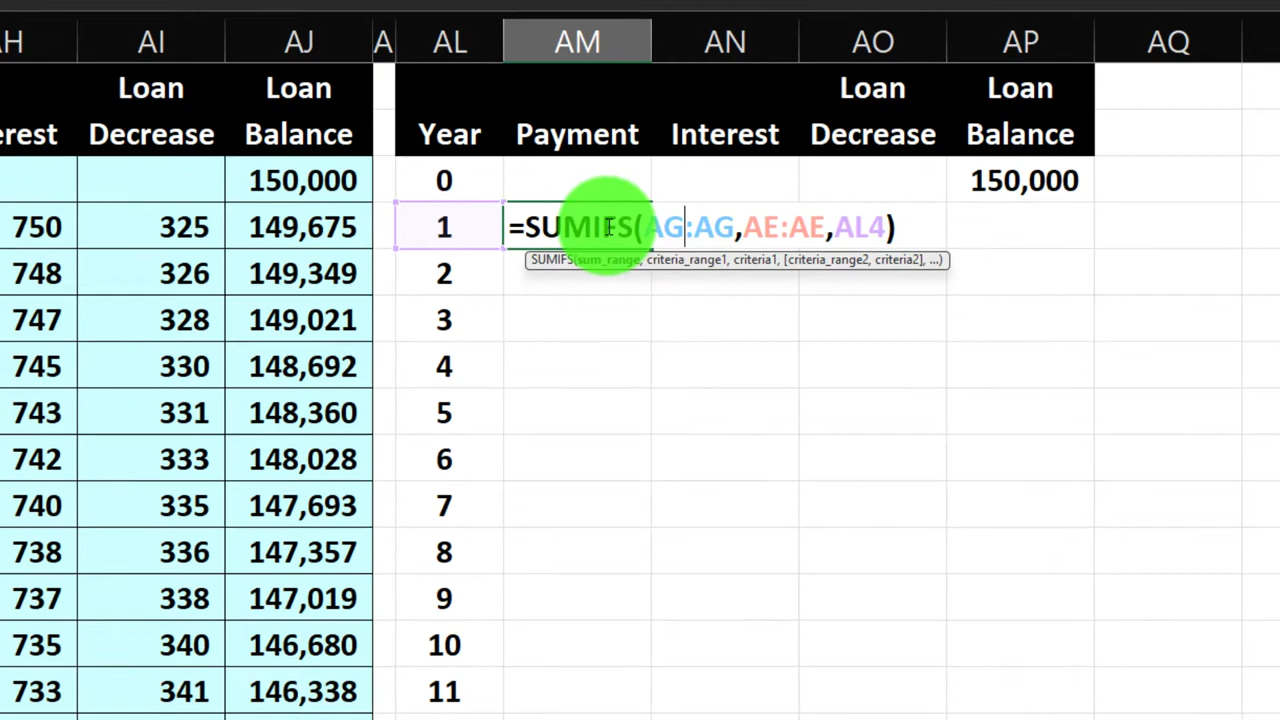 AH AI AJ A AL AM AN AO AP AQ
Loan Loan Loan Loan
erest Decrease Balance Year Payment Interest Decrease Balance
150,000 0 150,000
750 325 149,675 1 =SUMIFS(AG:AG,AE:AE,AL4)
SUMIFS(sum_range, criteria_range1, criteria1, [criteria_range2, criteria2], ...)
748 326 149,349 2
747 328 149,021 3
745 330 148,692 4
743 331 148,360 5
742 333 148,028 6
740 335 147,693 7
738 336 147,357 8
737 338 147,019 9
735 340 146,680 10
733 341 146,338 11